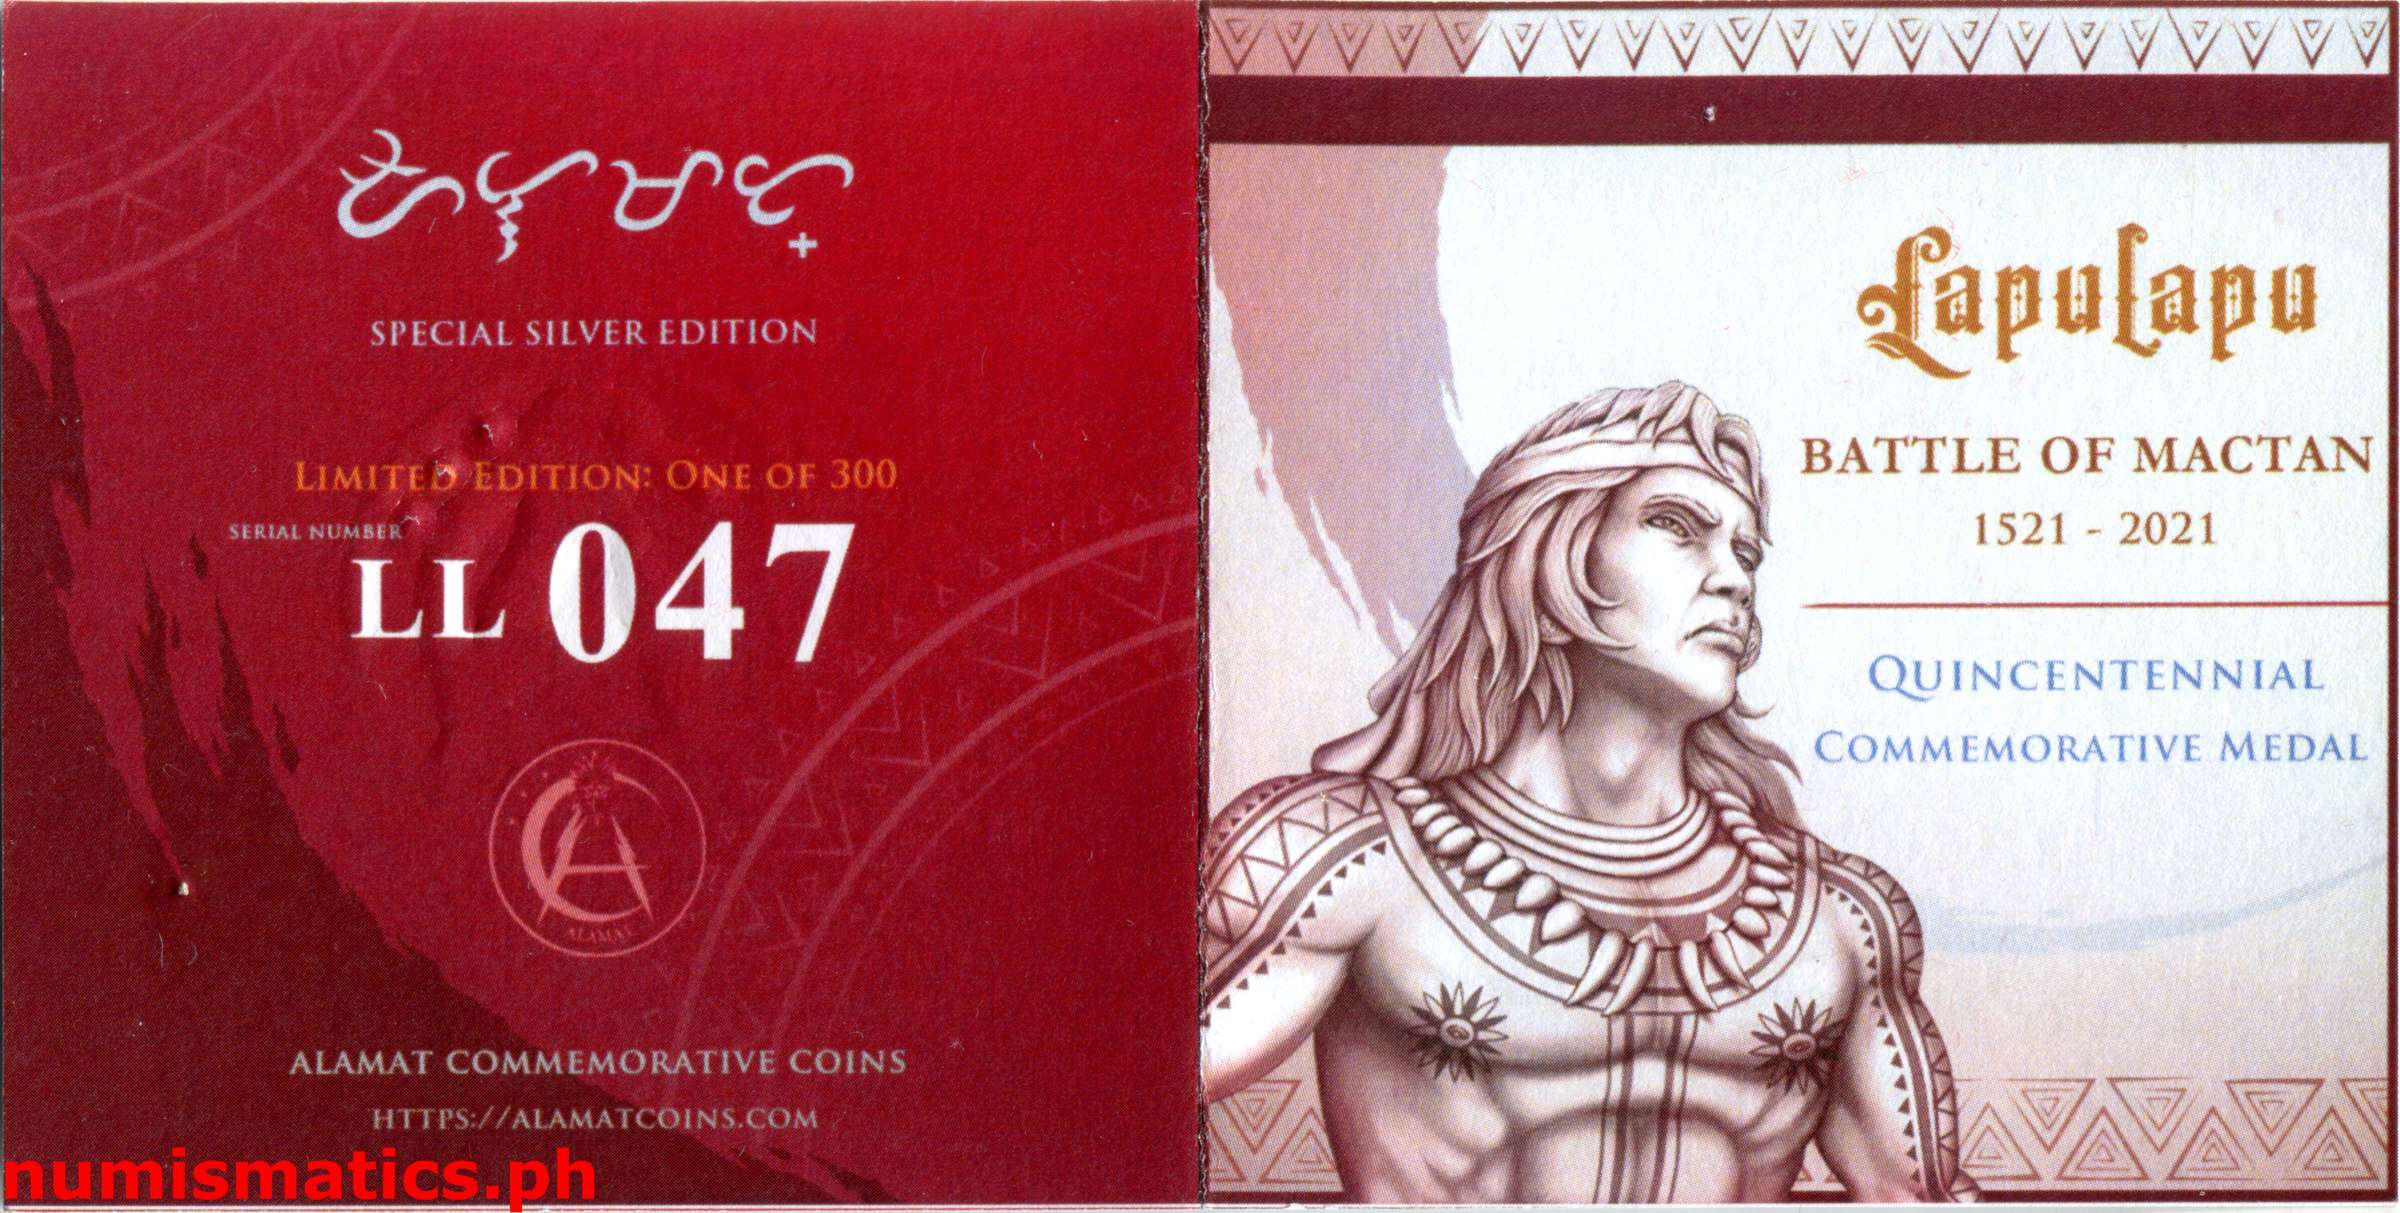 ᜀᜎᜋᜆ᜔
SPECIAL SILVER EDITION
LIMITED EDITION: ONE OF 300
SERIAL NUMBER
LL 047
ALAMAT
ALAMAT COMMEMORATIVE COINS
HTTPS://ALAMATCOINS.COM
numismatics.ph
Lapulapu
BATTLE OF MACTAN
1521 - 2021
QUINCENTENNIAL
COMMEMORATIVE MEDAL